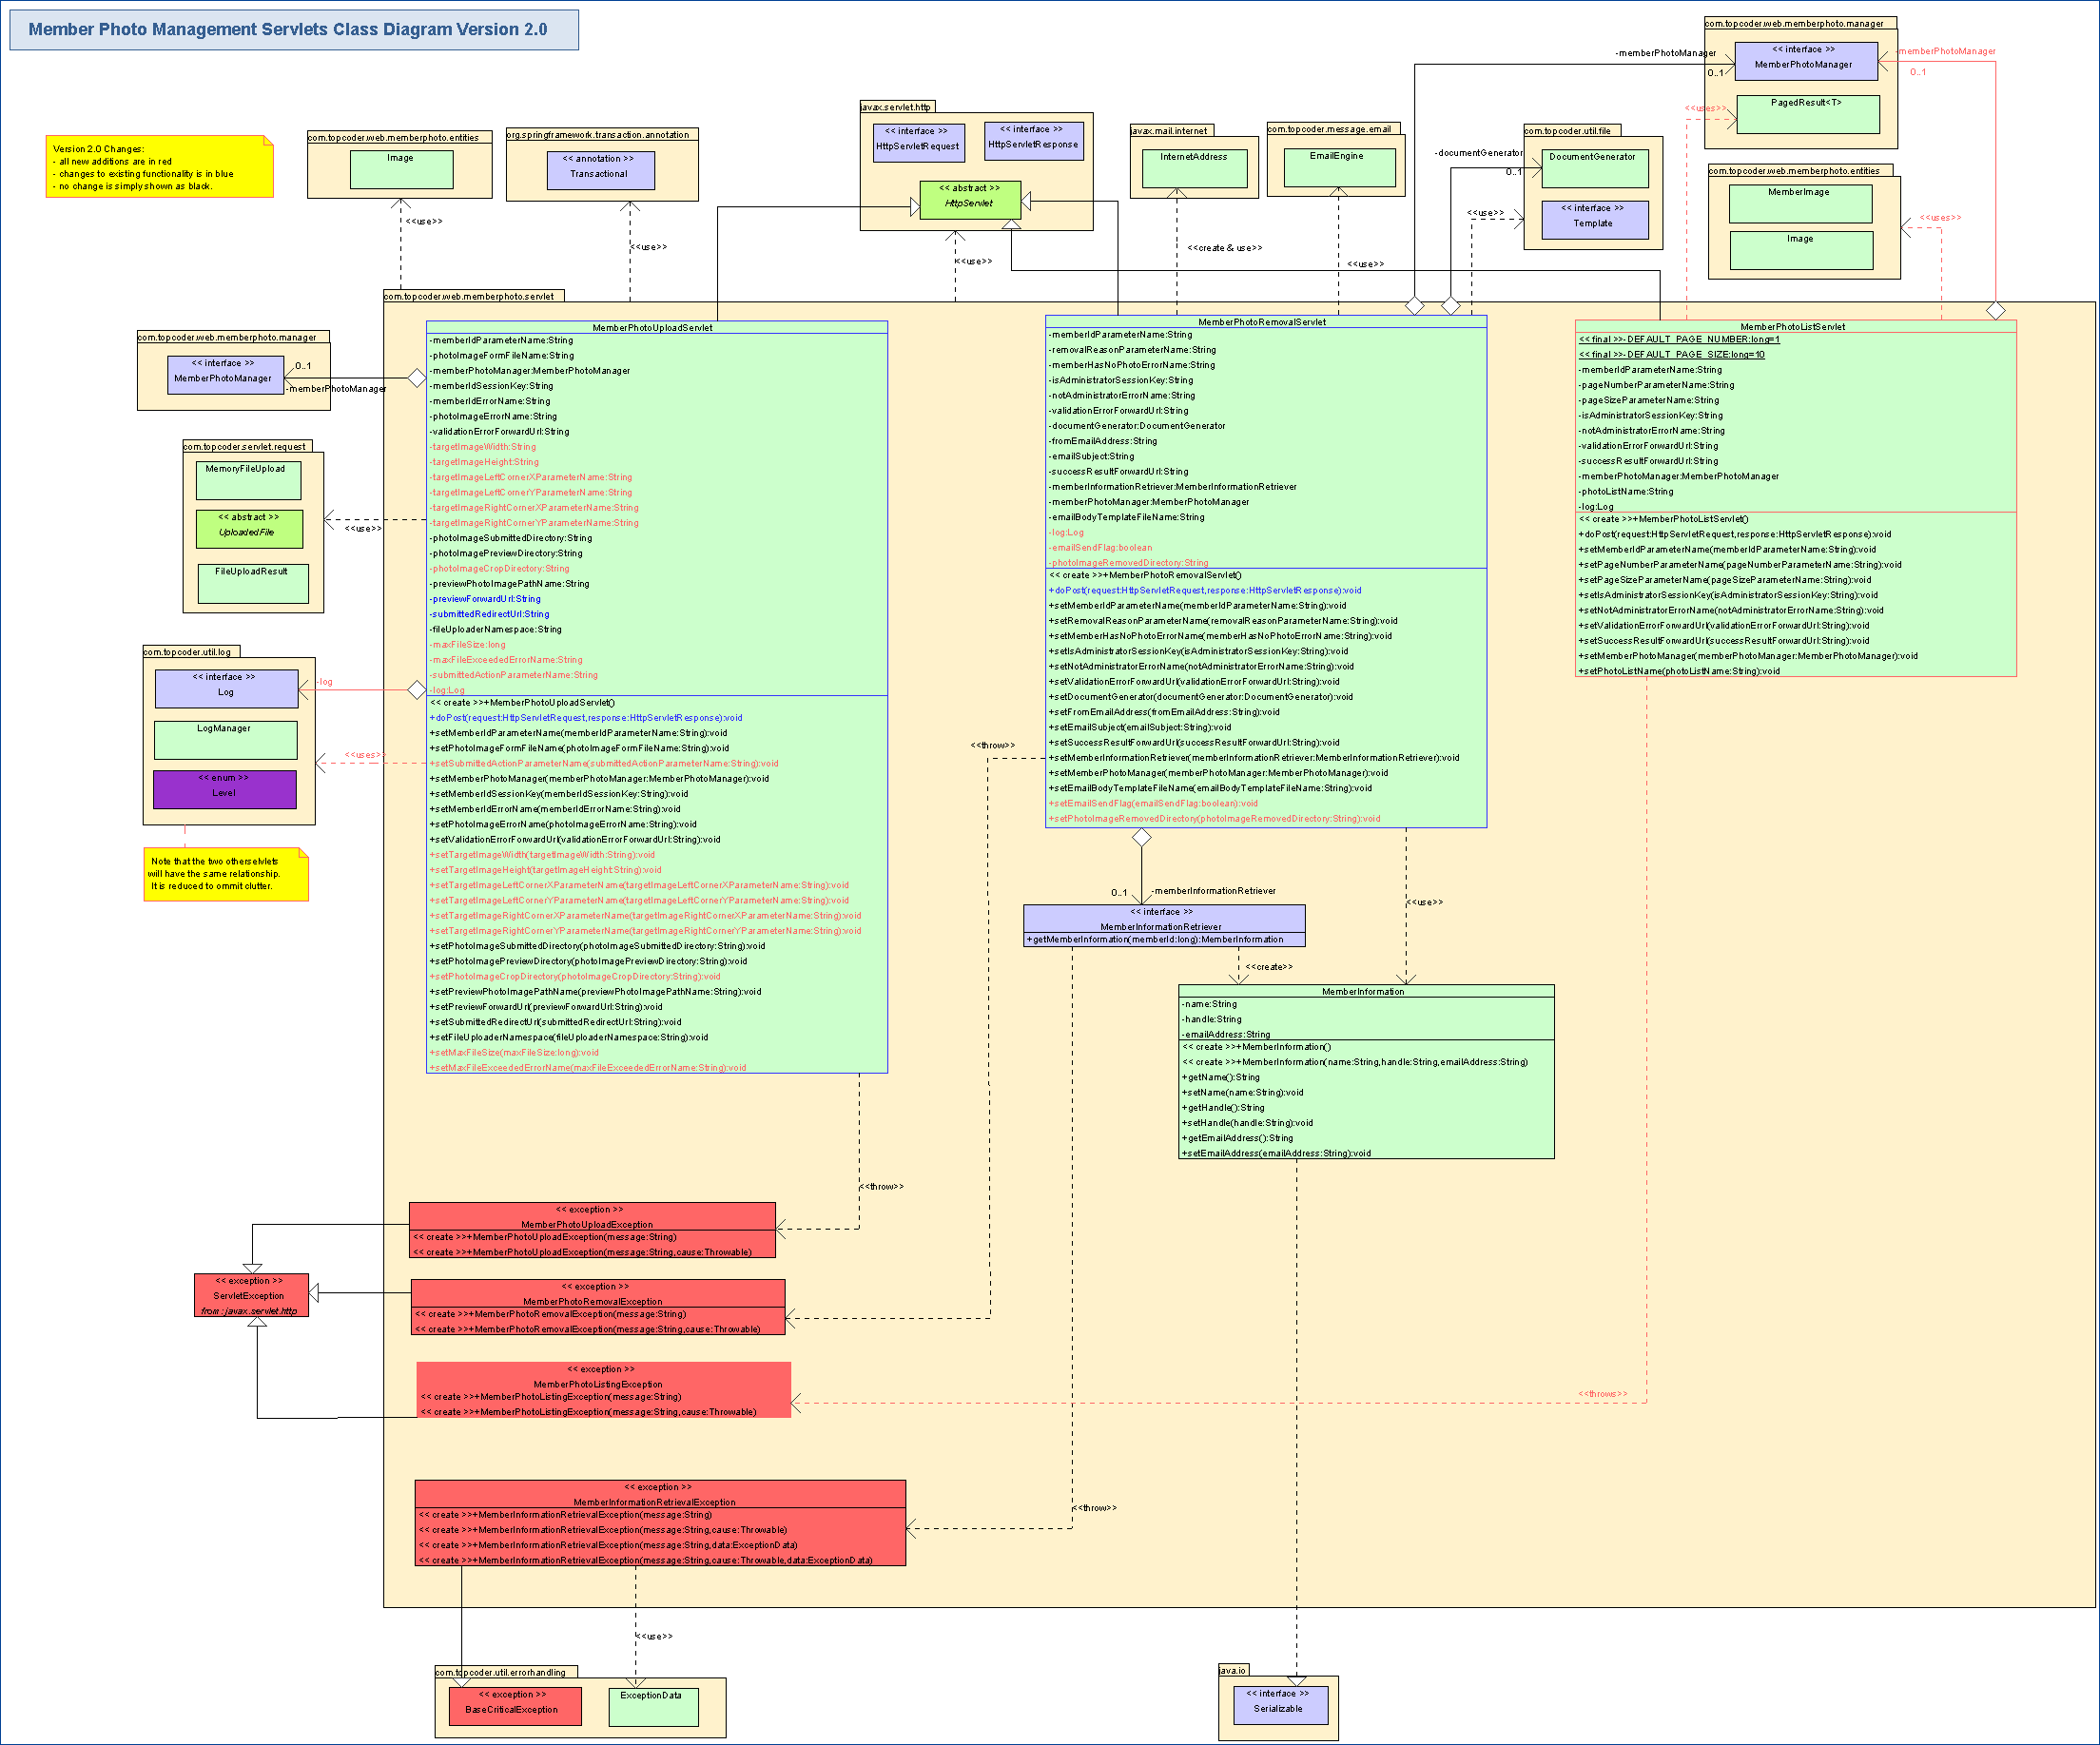 Member Photo Management Servlets Class Diagram Version 2.0
Version 2.0 Changes:
- all new additions are in red
- changes to existing functionality is in blue
- no change is simply shown as black.
com.topcoder.web.memberphoto.entities
Image
<<use>>
org.springframework.transaction.annotation
<< annotation >>
Transactional
<<use>>
javax.servlet.http
<< interface >>
HttpServletRequest
<< interface >>
HttpServletResponse
<< abstract >>
HttpServlet
<<use>>
javax.mail.internet
InternetAddress
<<create & use>>
com.topcoder.message.email
EmailEngine
<<use>>
com.topcoder.util.file
DocumentGenerator
<< interface >>
Template
-documentGenerator
0..1
<<use>>
com.topcoder.web.memberphoto.manager
<< interface >>
MemberPhotoManager
PagedResult<T>
-memberPhotoManager
0..1
-memberPhotoManager
0..1
<<uses>>
com.topcoder.web.memberphoto.entities
MemberImage
Image
<<uses>>
com.topcoder.web.memberphoto.manager
<< interface >>
MemberPhotoManager
0..1
-memberPhotoManager
com.topcoder.servlet.request
MemoryFileUpload
<< abstract >>
UploadedFile
FileUploadResult
<<use>>
com.topcoder.util.log
<< interface >>
Log
LogManager
<< enum >>
Level
-log
<<uses>>
Note that the two otherselvlets
will have the same relationship.
It is reduced to ommit clutter.
com.topcoder.web.memberphoto.servlet
MemberPhotoUploadServlet
-memberIdParameterName:String
-photoImageFormFileName:String
-memberPhotoManager:MemberPhotoManager
-memberIdSessionKey:String
-memberIdErrorName:String
-photoImageErrorName:String
-validationErrorForwardUrl:String
-targetImageWidth:String
-targetImageHeight:String
-targetImageLeftCornerXParameterName:String
-targetImageLeftCornerYParameterName:String
-targetImageRightCornerXParameterName:String
-targetImageRightCornerYParameterName:String
-photoImageSubmittedDirectory:String
-photoImagePreviewDirectory:String
-photoImageCropDirectory:String
-previewPhotoImagePathName:String
-previewForwardUrl:String
-submittedRedirectUrl:String
-fileUploaderNamespace:String
-maxFileSize:long
-maxFileExceededErrorName:String
-submittedActionParameterName:String
-log:Log
<< create >>+MemberPhotoUploadServlet()
+doPost(request:HttpServletRequest,response:HttpServletResponse):void
+setMemberIdParameterName(memberIdParameterName:String):void
+setPhotoImageFormFileName(photoImageFormFileName:String):void
+setSubmittedActionParameterName(submittedActionParameterName:String):void
+setMemberPhotoManager(memberPhotoManager:MemberPhotoManager):void
+setMemberIdSessionKey(memberIdSessionKey:String):void
+setMemberIdErrorName(memberIdErrorName:String):void
+setPhotoImageErrorName(photoImageErrorName:String):void
+setValidationErrorForwardUrl(validationErrorForwardUrl:String):void
+setTargetImageWidth(targetImageWidth:String):void
+setTargetImageHeight(targetImageHeight:String):void
+setTargetImageLeftCornerXParameterName(targetImageLeftCornerXParameterName:String):void
+setTargetImageLeftCornerYParameterName(targetImageLeftCornerYParameterName:String):void
+setTargetImageRightCornerXParameterName(targetImageRightCornerXParameterName:String):void
+setTargetImageRightCornerYParameterName(targetImageRightCornerYParameterName:String):void
+setPhotoImageSubmittedDirectory(photoImageSubmittedDirectory:String):void
+setPhotoImagePreviewDirectory(photoImagePreviewDirectory:String):void
+setPhotoImageCropDirectory(photoImageCropDirectory:String):void
+setPreviewPhotoImagePathName(previewPhotoImagePathName:String):void
+setPreviewForwardUrl(previewForwardUrl:String):void
+setSubmittedRedirectUrl(submittedRedirectUrl:String):void
+setFileUploaderNamespace(fileUploaderNamespace:String):void
+setMaxFileSize(maxFileSize:long):void
+setMaxFileExceededErrorName(maxFileExceededErrorName:String):void
<<throw>>
MemberPhotoRemovalServlet
-memberIdParameterName:String
-removalReasonParameterName:String
-memberHasNoPhotoErrorName:String
-isAdministratorSessionKey:String
-notAdministratorErrorName:String
-validationErrorForwardUrl:String
-documentGenerator:DocumentGenerator
-fromEmailAddress:String
-emailSubject:String
-successResultForwardUrl:String
-memberInformationRetriever:MemberInformationRetriever
-memberPhotoManager:MemberPhotoManager
-emailBodyTemplateFileName:String
-log:Log
-emailSendFlag:boolean
-photoImageRemovedDirectory:String
<< create >>+MemberPhotoRemovalServlet()
+doPost(request:HttpServletRequest,response:HttpServletResponse):void
+setMemberIdParameterName(memberIdParameterName:String):void
+setRemovalReasonParameterName(removalReasonParameterName:String):void
+setMemberHasNoPhotoErrorName(memberHasNoPhotoErrorName:String):void
+setIsAdministratorSessionKey(isAdministratorSessionKey:String):void
+setNotAdministratorErrorName(notAdministratorErrorName:String):void
+setValidationErrorForwardUrl(validationErrorForwardUrl:String):void
+setDocumentGenerator(documentGenerator:DocumentGenerator):void
+setFromEmailAddress(fromEmailAddress:String):void
+setEmailSubject(emailSubject:String):void
+setSuccessResultForwardUrl(successResultForwardUrl:String):void
+setMemberInformationRetriever(memberInformationRetriever:MemberInformationRetriever):void
+setMemberPhotoManager(memberPhotoManager:MemberPhotoManager):void
+setEmailBodyTemplateFileName(emailBodyTemplateFileName:String):void
+setEmailSendFlag(emailSendFlag:boolean):void
+setPhotoImageRemovedDirectory(photoImageRemovedDirectory:String):void
<<throw>>
MemberPhotoListServlet
<< final >>-DEFAULT_PAGE_NUMBER:long=1
<< final >>-DEFAULT_PAGE_SIZE:long=10
-memberIdParameterName:String
-pageNumberParameterName:String
-pageSizeParameterName:String
-isAdministratorSessionKey:String
-notAdministratorErrorName:String
-validationErrorForwardUrl:String
-successResultForwardUrl:String
-memberPhotoManager:MemberPhotoManager
-photoListName:String
-log:Log
<< create >>+MemberPhotoListServlet()
+doPost(request:HttpServletRequest,response:HttpServletResponse):void
+setMemberIdParameterName(memberIdParameterName:String):void
+setPageNumberParameterName(pageNumberParameterName:String):void
+setPageSizeParameterName(pageSizeParameterName:String):void
+setIsAdministratorSessionKey(isAdministratorSessionKey:String):void
+setNotAdministratorErrorName(notAdministratorErrorName:String):void
+setValidationErrorForwardUrl(validationErrorForwardUrl:String):void
+setSuccessResultForwardUrl(successResultForwardUrl:String):void
+setMemberPhotoManager(memberPhotoManager:MemberPhotoManager):void
+setPhotoListName(photoListName:String):void
0..1
-memberInformationRetriever
<< interface >>
MemberInformationRetriever
+getMemberInformation(memberId:long):MemberInformation
<<use>>
<<create>>
MemberInformation
-name:String
-handle:String
-emailAddress:String
<< create >>+MemberInformation()
<< create >>+MemberInformation(name:String,handle:String,emailAddress:String)
+getName():String
+setName(name:String):void
+getHandle():String
+setHandle(handle:String):void
+getEmailAddress():String
+setEmailAddress(emailAddress:String):void
<< exception >>
MemberPhotoUploadException
<< create >>+MemberPhotoUploadException(message:String)
<< create >>+MemberPhotoUploadException(message:String,cause:Throwable)
<< exception >>
ServletException
from : javax.servlet.http
<< exception >>
MemberPhotoRemovalException
<< create >>+MemberPhotoRemovalException(message:String)
<< create >>+MemberPhotoRemovalException(message:String,cause:Throwable)
<< exception >>
MemberPhotoListingException
<< create >>+MemberPhotoListingException(message:String)
<< create >>+MemberPhotoListingException(message:String,cause:Throwable)
<<throws>>
<< exception >>
MemberInformationRetrievalException
<< create >>+MemberInformationRetrievalException(message:String)
<< create >>+MemberInformationRetrievalException(message:String,cause:Throwable)
<< create >>+MemberInformationRetrievalException(message:String,data:ExceptionData)
<< create >>+MemberInformationRetrievalException(message:String,cause:Throwable,data:ExceptionData)
<<throw>>
<<use>>
com.topcoder.util.errorhandling
<< exception >>
BaseCriticalException
ExceptionData
java.io
<< interface >>
Serializable